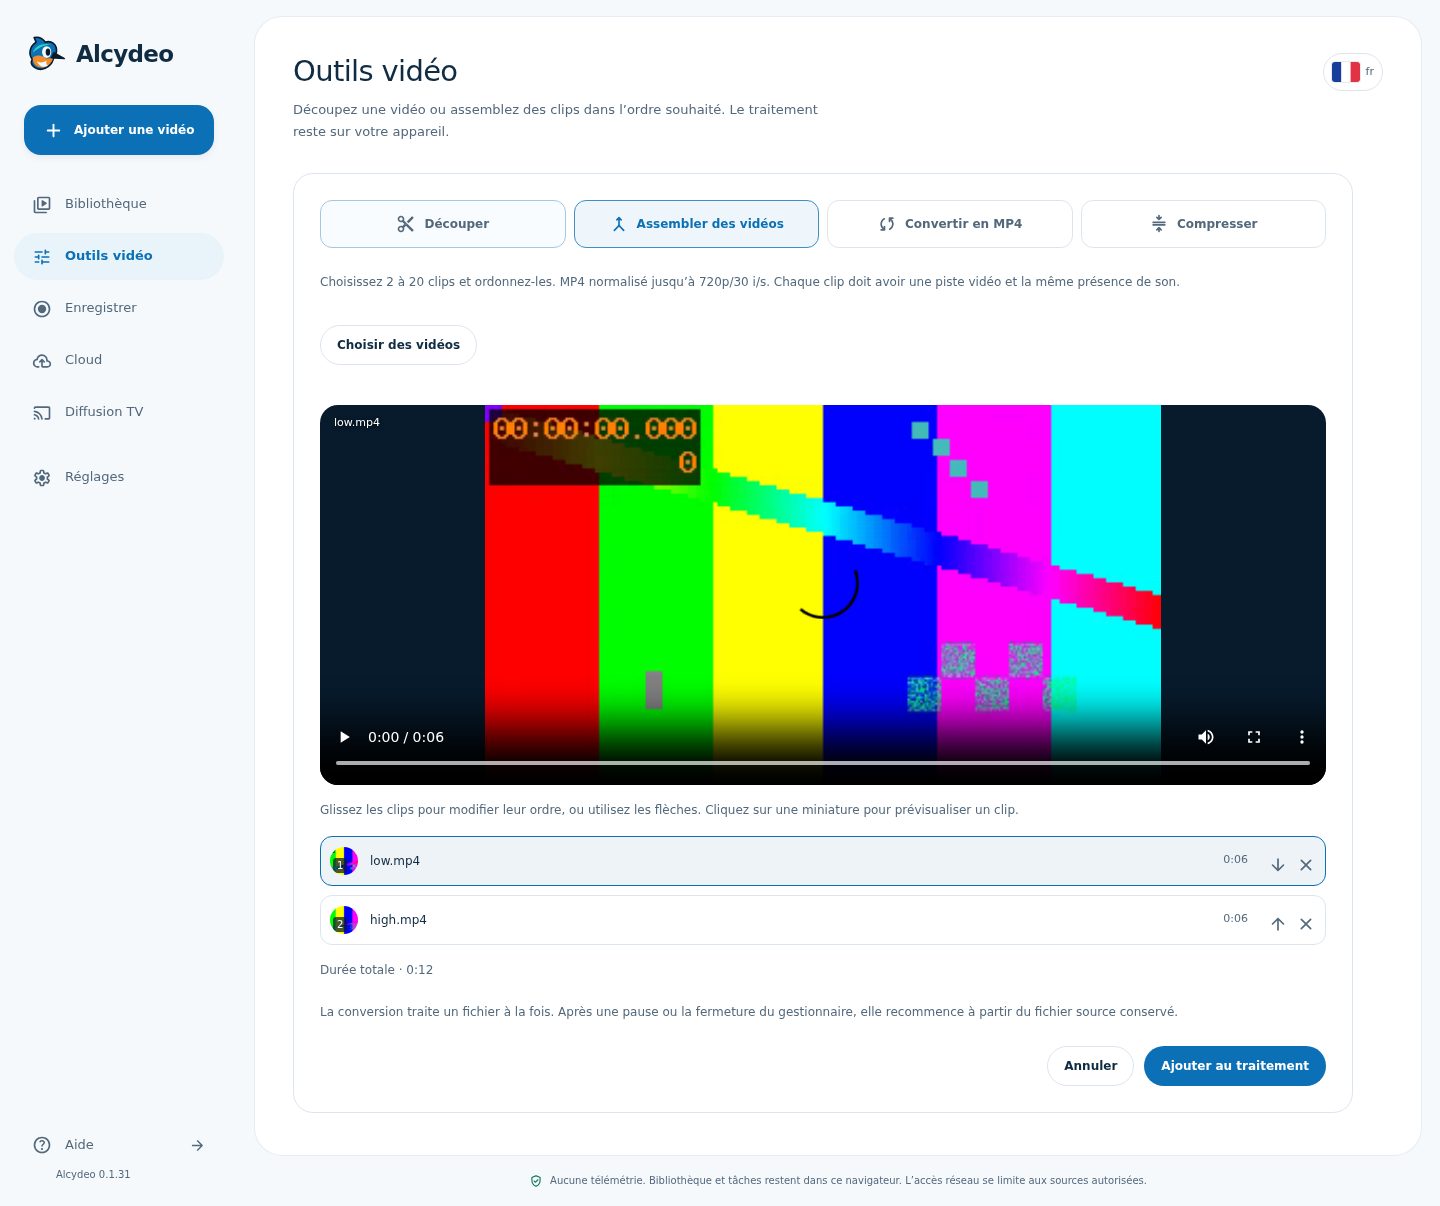 Alcydeo
Ajouter une vidéo
Bibliothèque
Outils vidéo
Enregistrer
Cloud
Diffusion TV
Réglages
Aide
Alcydeo 0.1.31
Outils vidéo
fr
Découpez une vidéo ou assemblez des clips dans l’ordre souhaité. Le traitement
reste sur votre appareil.
Découper
Assembler des vidéos
Convertir en MP4
Compresser
Choisissez 2 à 20 clips et ordonnez-les. MP4 normalisé jusqu’à 720p/30 i/s. Chaque clip doit avoir une piste vidéo et la même présence de son.
Choisir des vidéos
low.mp4
00:00:00.000
0
0:00 / 0:06
Glissez les clips pour modifier leur ordre, ou utilisez les flèches. Cliquez sur une miniature pour prévisualiser un clip.
1 low.mp4 0:06
2 high.mp4 0:06
Durée totale · 0:12
La conversion traite un fichier à la fois. Après une pause ou la fermeture du gestionnaire, elle recommence à partir du fichier source conservé.
Annuler
Ajouter au traitement
Aucune télémétrie. Bibliothèque et tâches restent dans ce navigateur. L’accès réseau se limite aux sources autorisées.